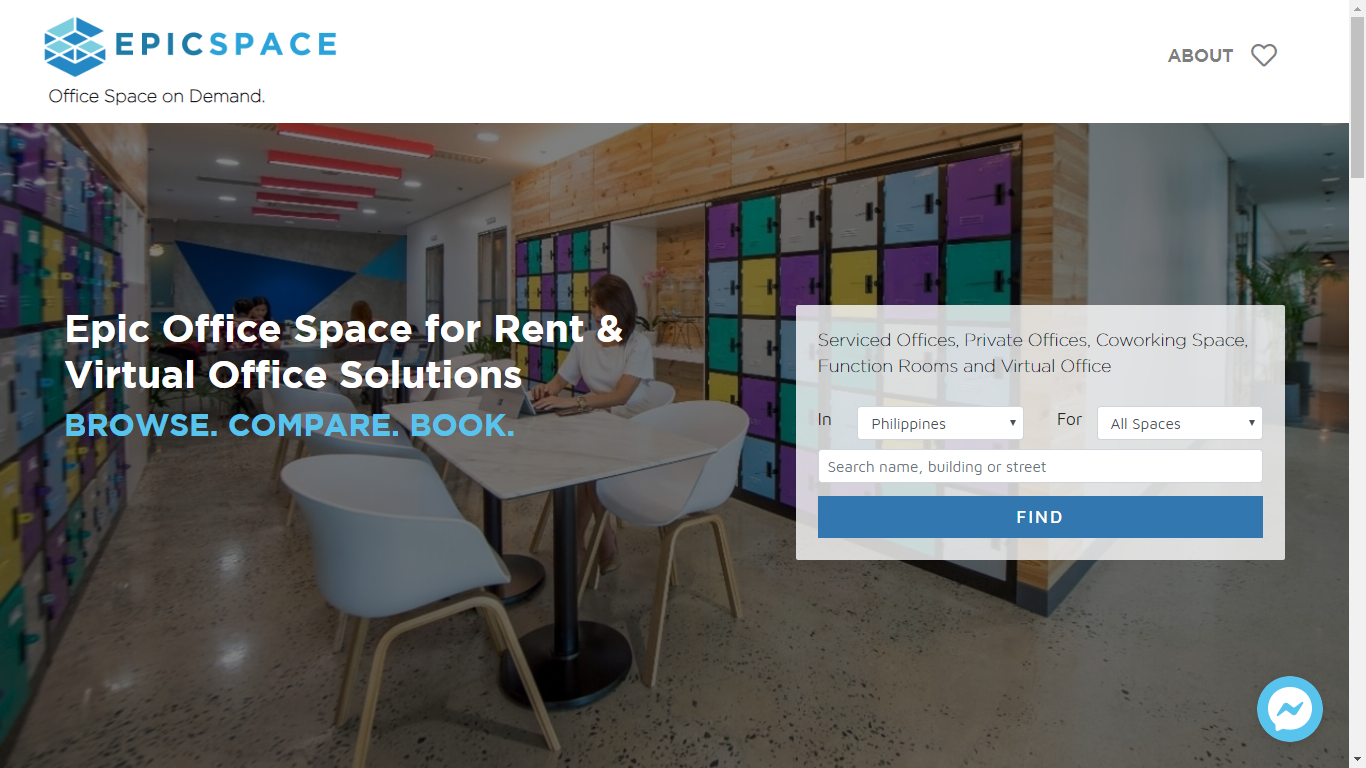 EPICSPACE
Office Space on Demand.
ABOUT
Epic Office Space for Rent &
Virtual Office Solutions
BROWSE. COMPARE. BOOK.
Serviced Offices, Private Offices, Coworking Space,
Function Rooms and Virtual Office
In Philippines For All Spaces
Search name, building or street
FIND